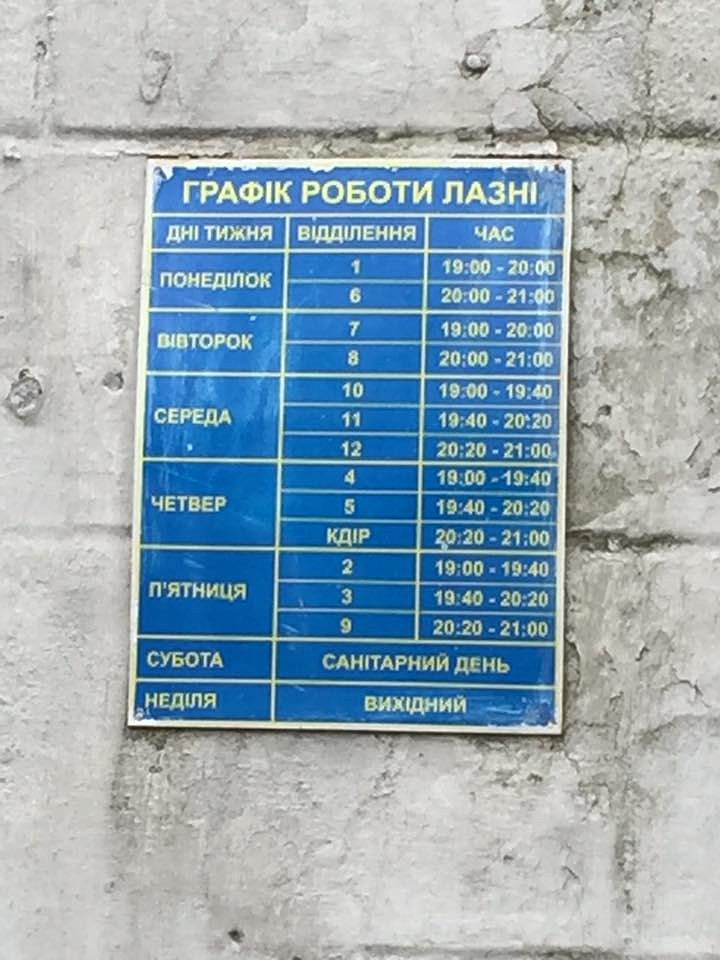 ГРАФІК РОБОТИ ЛАЗНІ
ДНІ ТИЖНЯ ВІДДІЛЕННЯ ЧАС
ПОНЕДІЛОК 1 19:00 - 20:00
6 20:00 - 21:00
ВІВТОРОК 7 19:00 - 20:00
8 20:00 - 21:00
СЕРЕДА 10 19:00 - 19:40
11 19:40 - 20:20
12 20:20 - 21:00
ЧЕТВЕР 4 19:00 - 19:40
5 19:40 - 20:20
КДІР 20:20 - 21:00
П'ЯТНИЦЯ 2 19:00 - 19:40
3 19:40 - 20:20
9 20:20 - 21:00
СУБОТА САНІТАРНИЙ ДЕНЬ
НЕДІЛЯ ВИХІДНИЙ